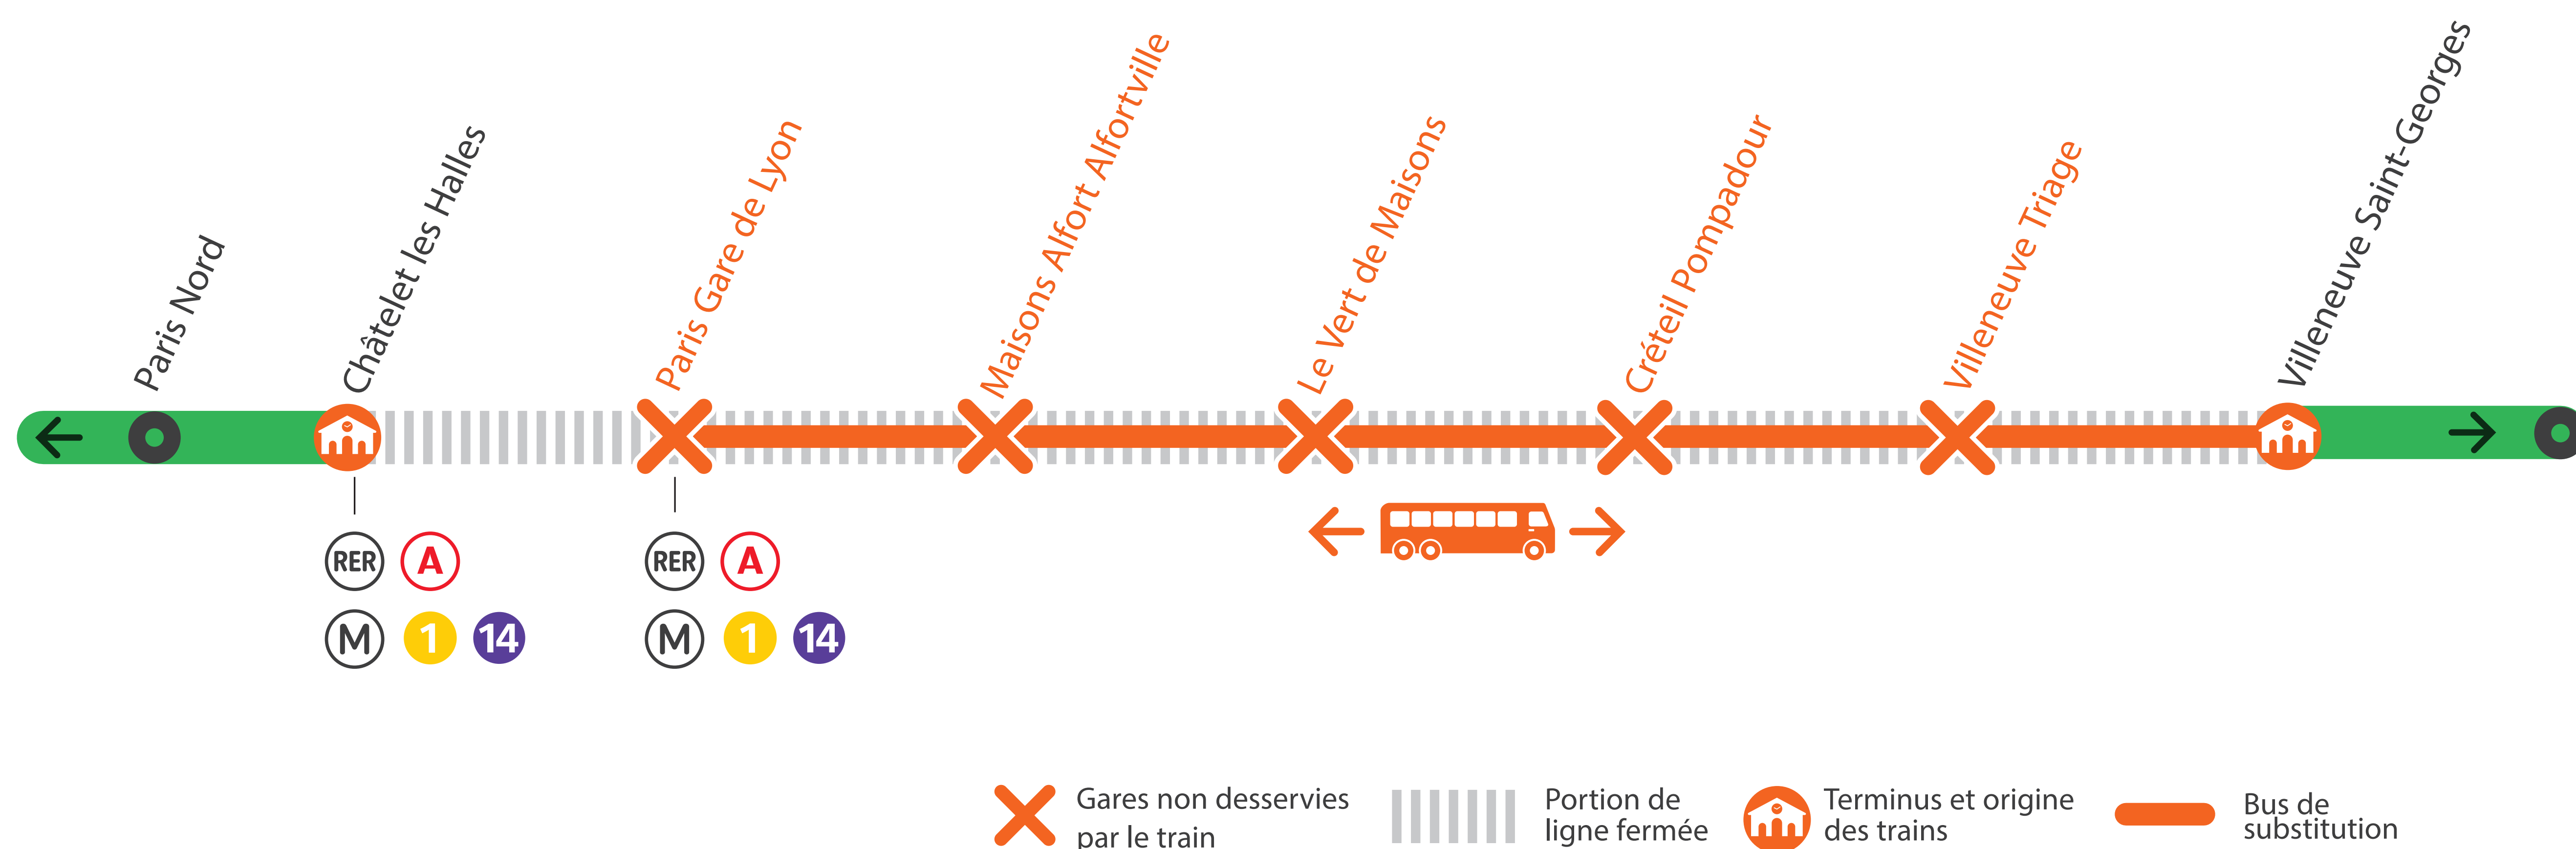 Paris Nord
Châtelet les Halles
Paris Gare de Lyon
Maisons Alfort Alfortville
Le Vert de Maisons
Créteil Pompadour
Villeneuve Triage
Villeneuve Saint-Georges
RER A
M 1 14
RER A
M 1 14
Gares non desservies
par le train
Portion de
ligne fermée
Terminus et origine
des trains
Bus de
substitution